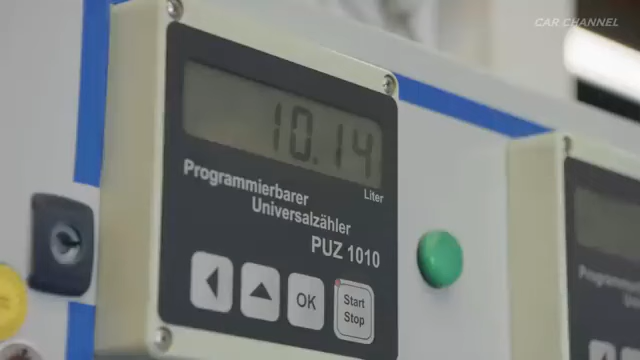 CAR CHANNEL
10.14
Liter
Programmierbarer
Universalzähler
PUZ 1010
OK
Start
Stop